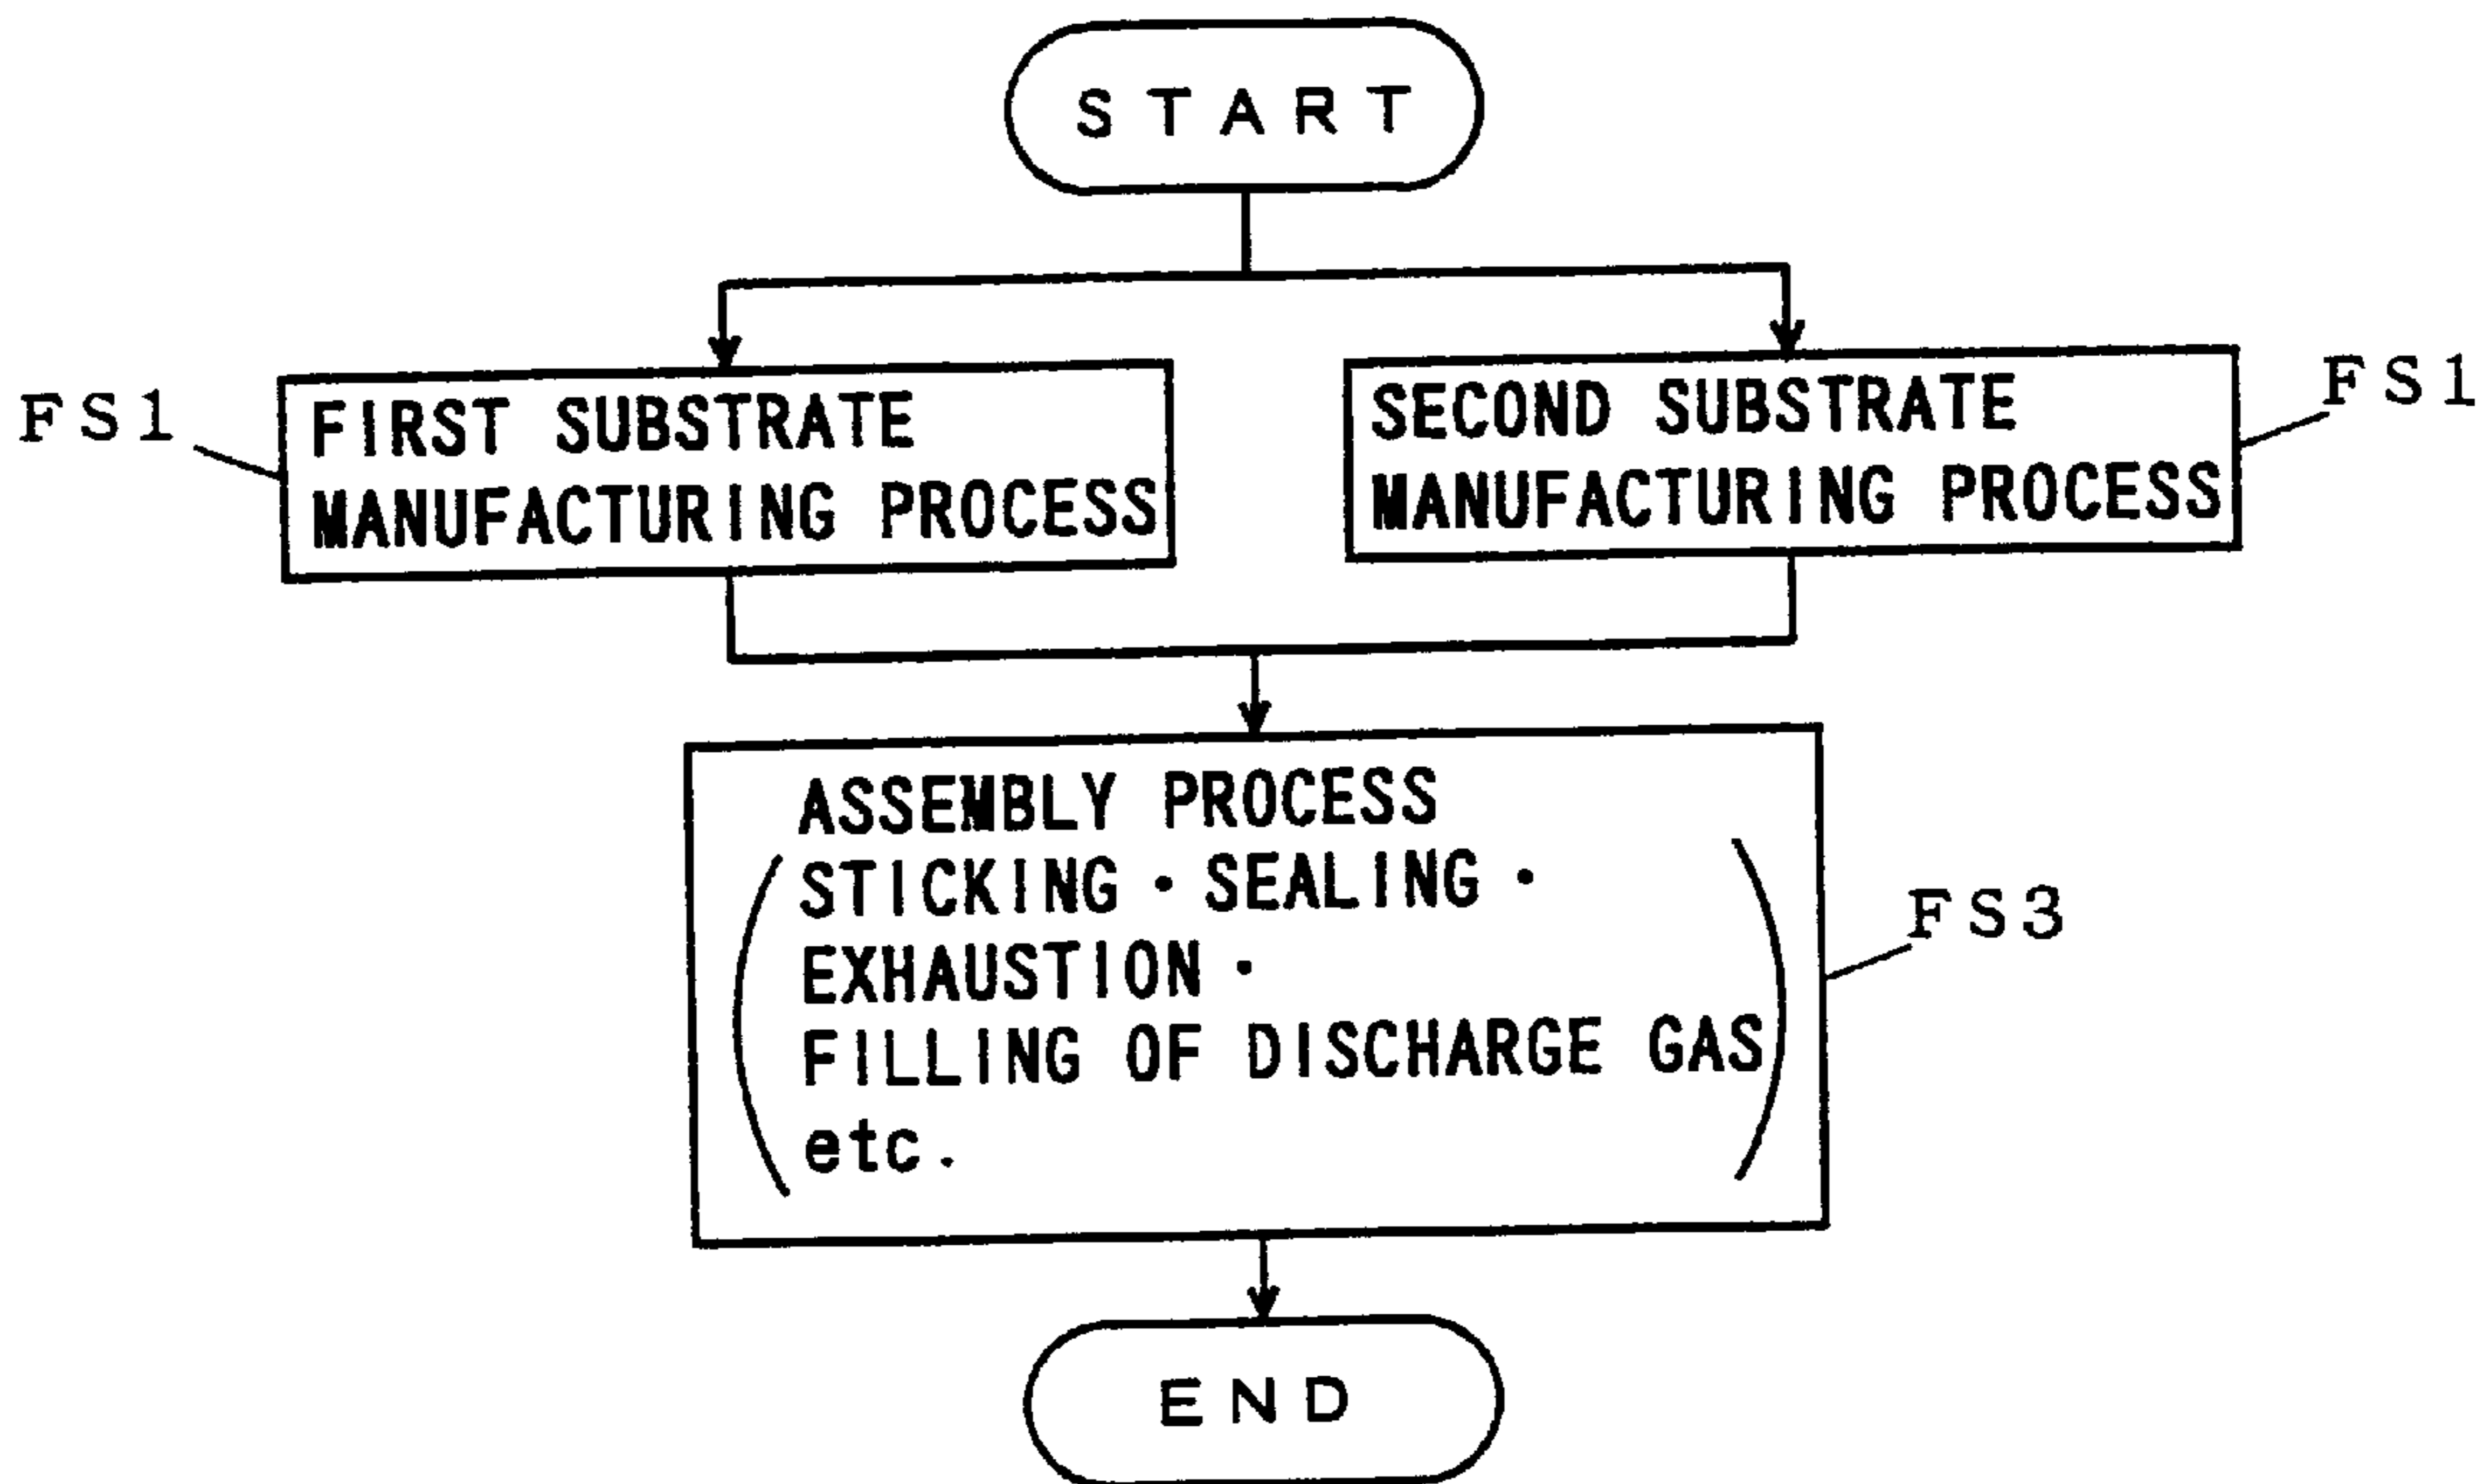 START
FS1
FIRST SUBSTRATE
MANUFACTURING PROCESS
SECOND SUBSTRATE
MANUFACTURING PROCESS
FS1
ASSEMBLY PROCESS
STICKING・SEALING・
EXHAUSTION・
FILLING OF DISCHARGE GAS
etc.
FS3
END